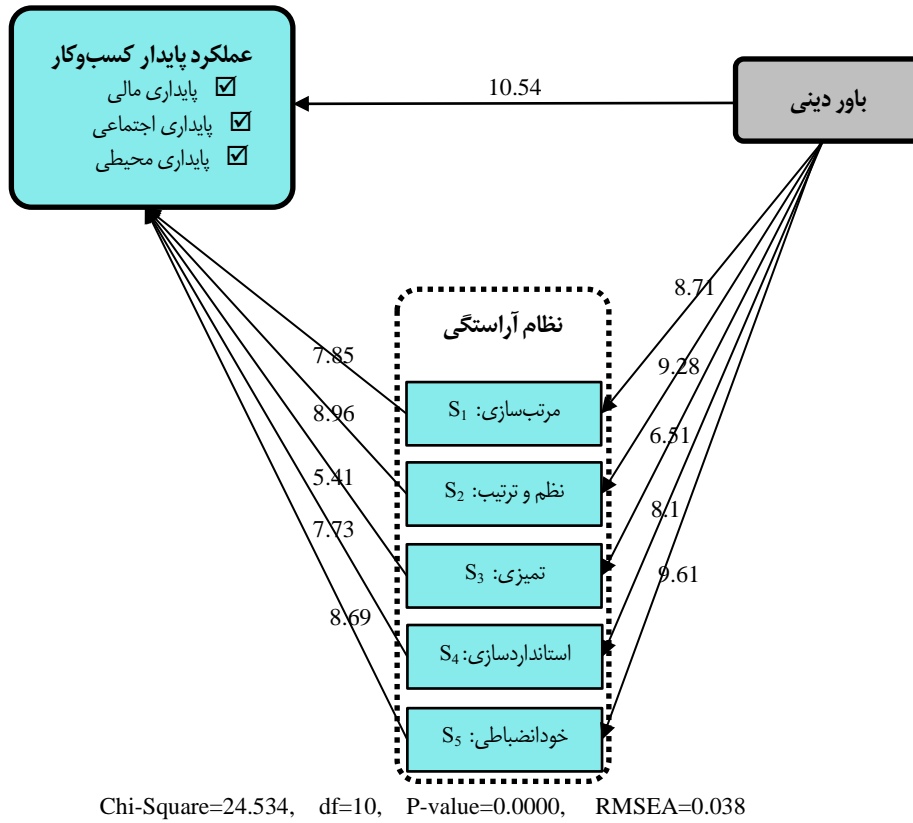 عملکرد پایدار کسب‌وکار
پایداری مالی
پایداری اجتماعی
پایداری محیطی
10.54
باور دینی
8.71
نظام آراستگی
7.85
9.28
S1 :مرتب‌سازی
8.96
6.51
S2 :نظم و ترتیب
5.41
8.1
7.73
S3 :تمیزی
9.61
8.69
S4 :استانداردسازی
S5 :خودانضباطی
Chi-Square=24.534, df=10, P-value=0.0000, RMSEA=0.038